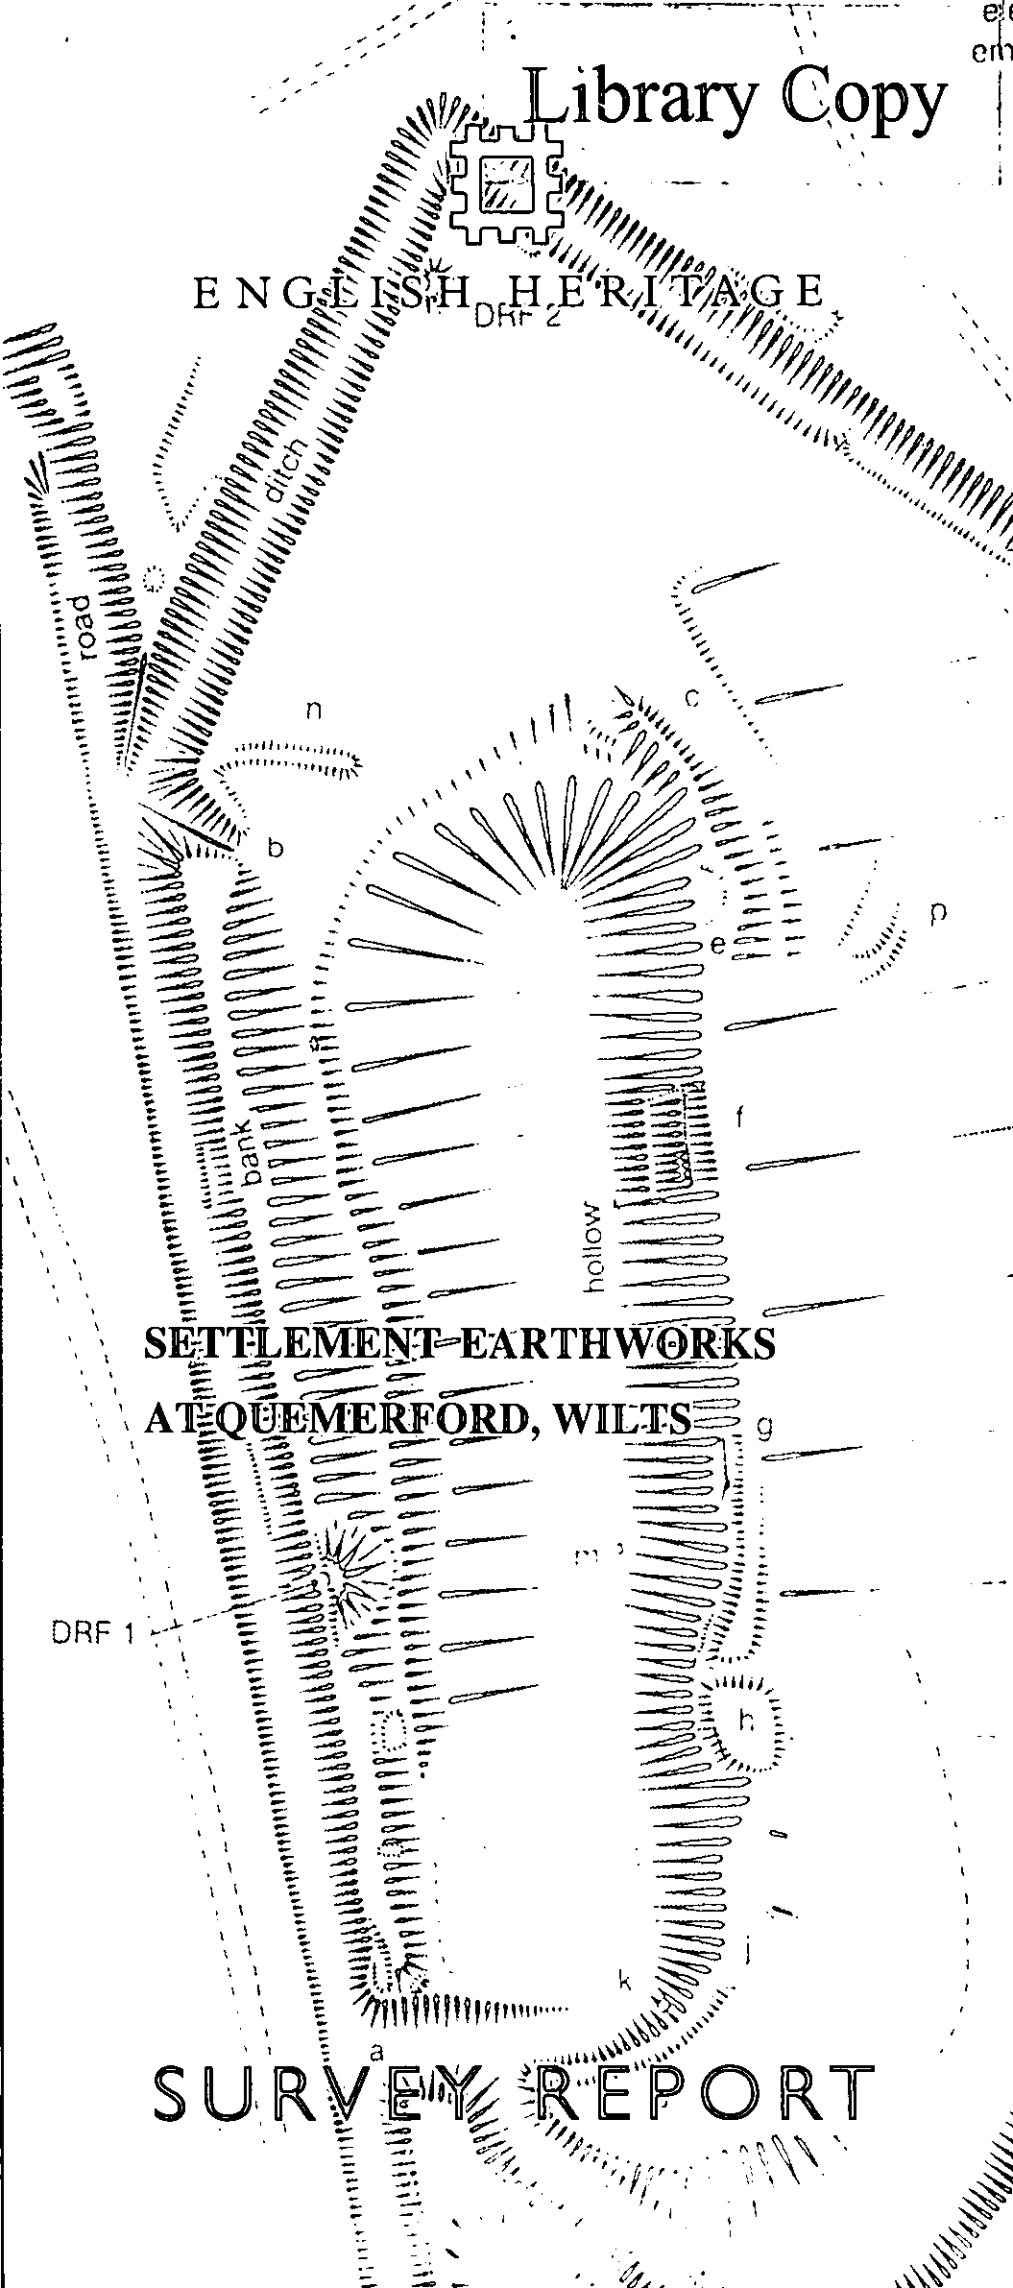 Library Copy
ENGLISH HERITAGE
DRF 2
ditch
road
n
c
b
p
e
f
bank
hollow
SETTLEMENT EARTHWORKS
AT QUEMERFORD, WILTS
g
m
DRF 1
h
j
k
a
SURVEY REPORT